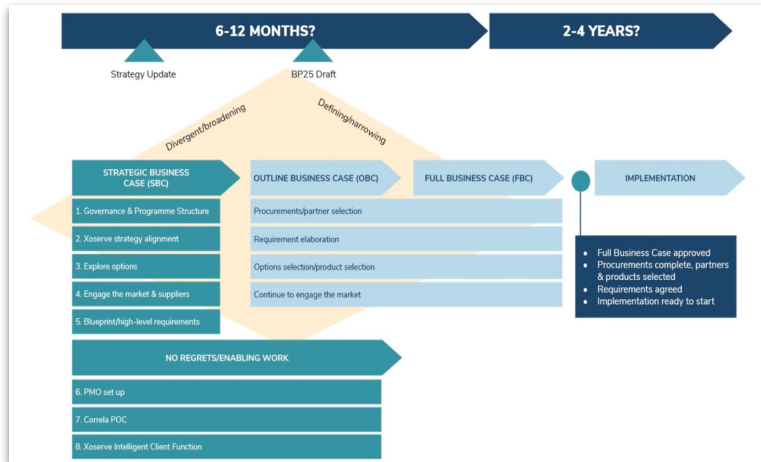 6-12 MONTHS?
2-4 YEARS?
Strategy Update
BP25 Draft
Divergent/broadening
Defining/narrowing
STRATEGIC BUSINESS
CASE (SBC)
OUTLINE BUSINESS CASE (OBC)
FULL BUSINESS CASE (FBC)
IMPLEMENTATION
1. Governance & Programme Structure
2. Xoserve strategy alignment
3. Explore options
4. Engage the market & suppliers
5. Blueprint/high-level requirements
Procurements/partner selection
Requirement elaboration
Options selection/product selection
Continue to engage the market
• Full Business Case approved
• Procurements complete, partners
& products selected
• Requirements agreed
• Implementation ready to start
NO REGRETS/ENABLING WORK
6. PMO set up
7. Correla POC
8. Xoserve Intelligent Client Function